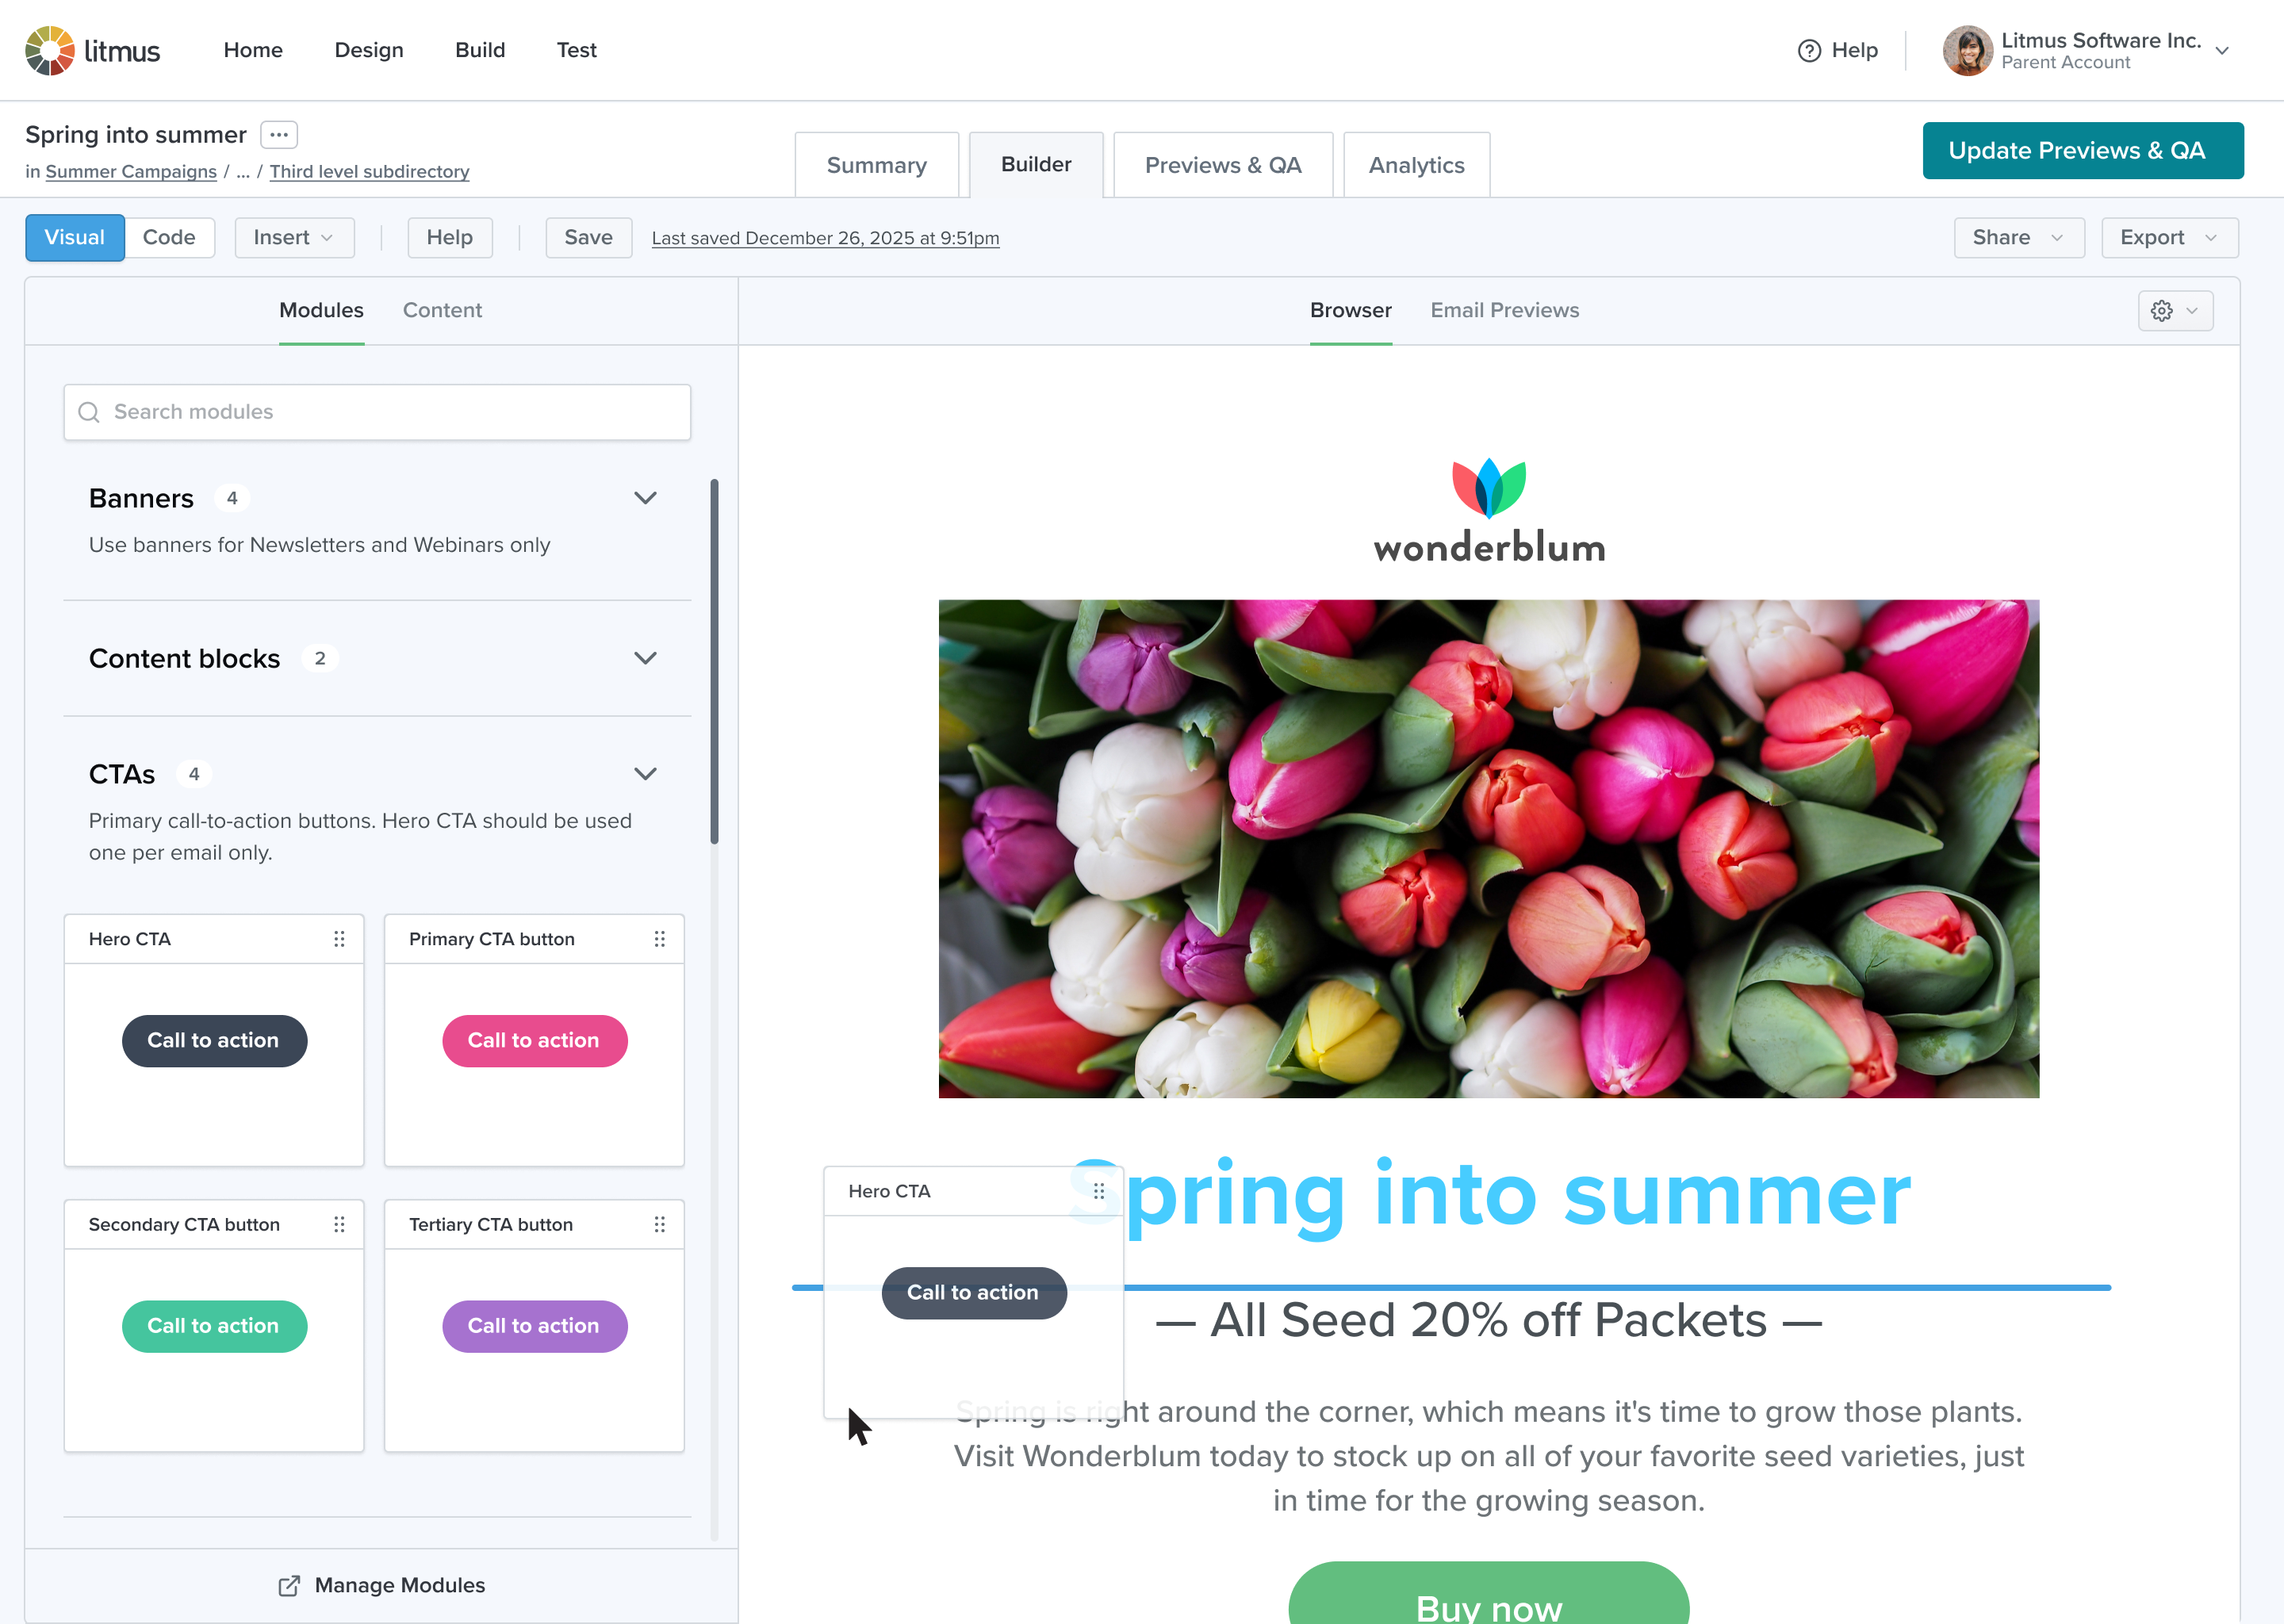 litmus
Home
Design
Build
Test
Help
Litmus Software Inc.
Parent Account
Spring into summer
in Summer Campaigns / ... / Third level subdirectory
Summary
Builder
Previews & QA
Analytics
Update Previews & QA
Visual
Code
Insert
Help
Save
Last saved December 26, 2025 at 9:51pm
Share
Export
Modules
Content
Browser
Email Previews
Search modules
Banners 4
Use banners for Newsletters and Webinars only
Content blocks 2
CTAs 4
Primary call-to-action buttons. Hero CTA should be used
one per email only.
Hero CTA
Call to action
Primary CTA button
Call to action
Secondary CTA button
Call to action
Tertiary CTA button
Call to action
Manage Modules
wonderblum
Spring into summer
Hero CTA
Call to action
— All Seed 20% off Packets —
Spring is right around the corner, which means it's time to grow those plants.
Visit Wonderblum today to stock up on all of your favorite seed varieties, just
in time for the growing season.
Buy now